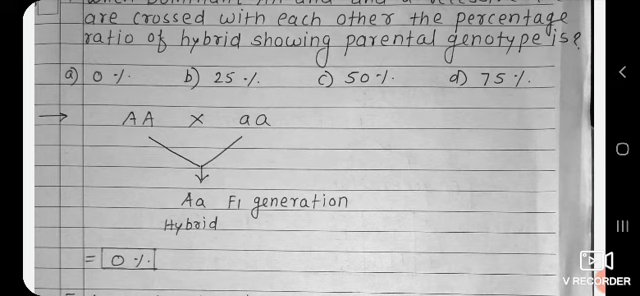 are crossed with each other the percentage
ratio of hybrid showing parental genotype is?
a) 0 %. b) 25 %. c) 50 %. d) 75 %.
→ AA × aa
Aa F1 generation
Hybrid
= 0 %.
V RECORDER